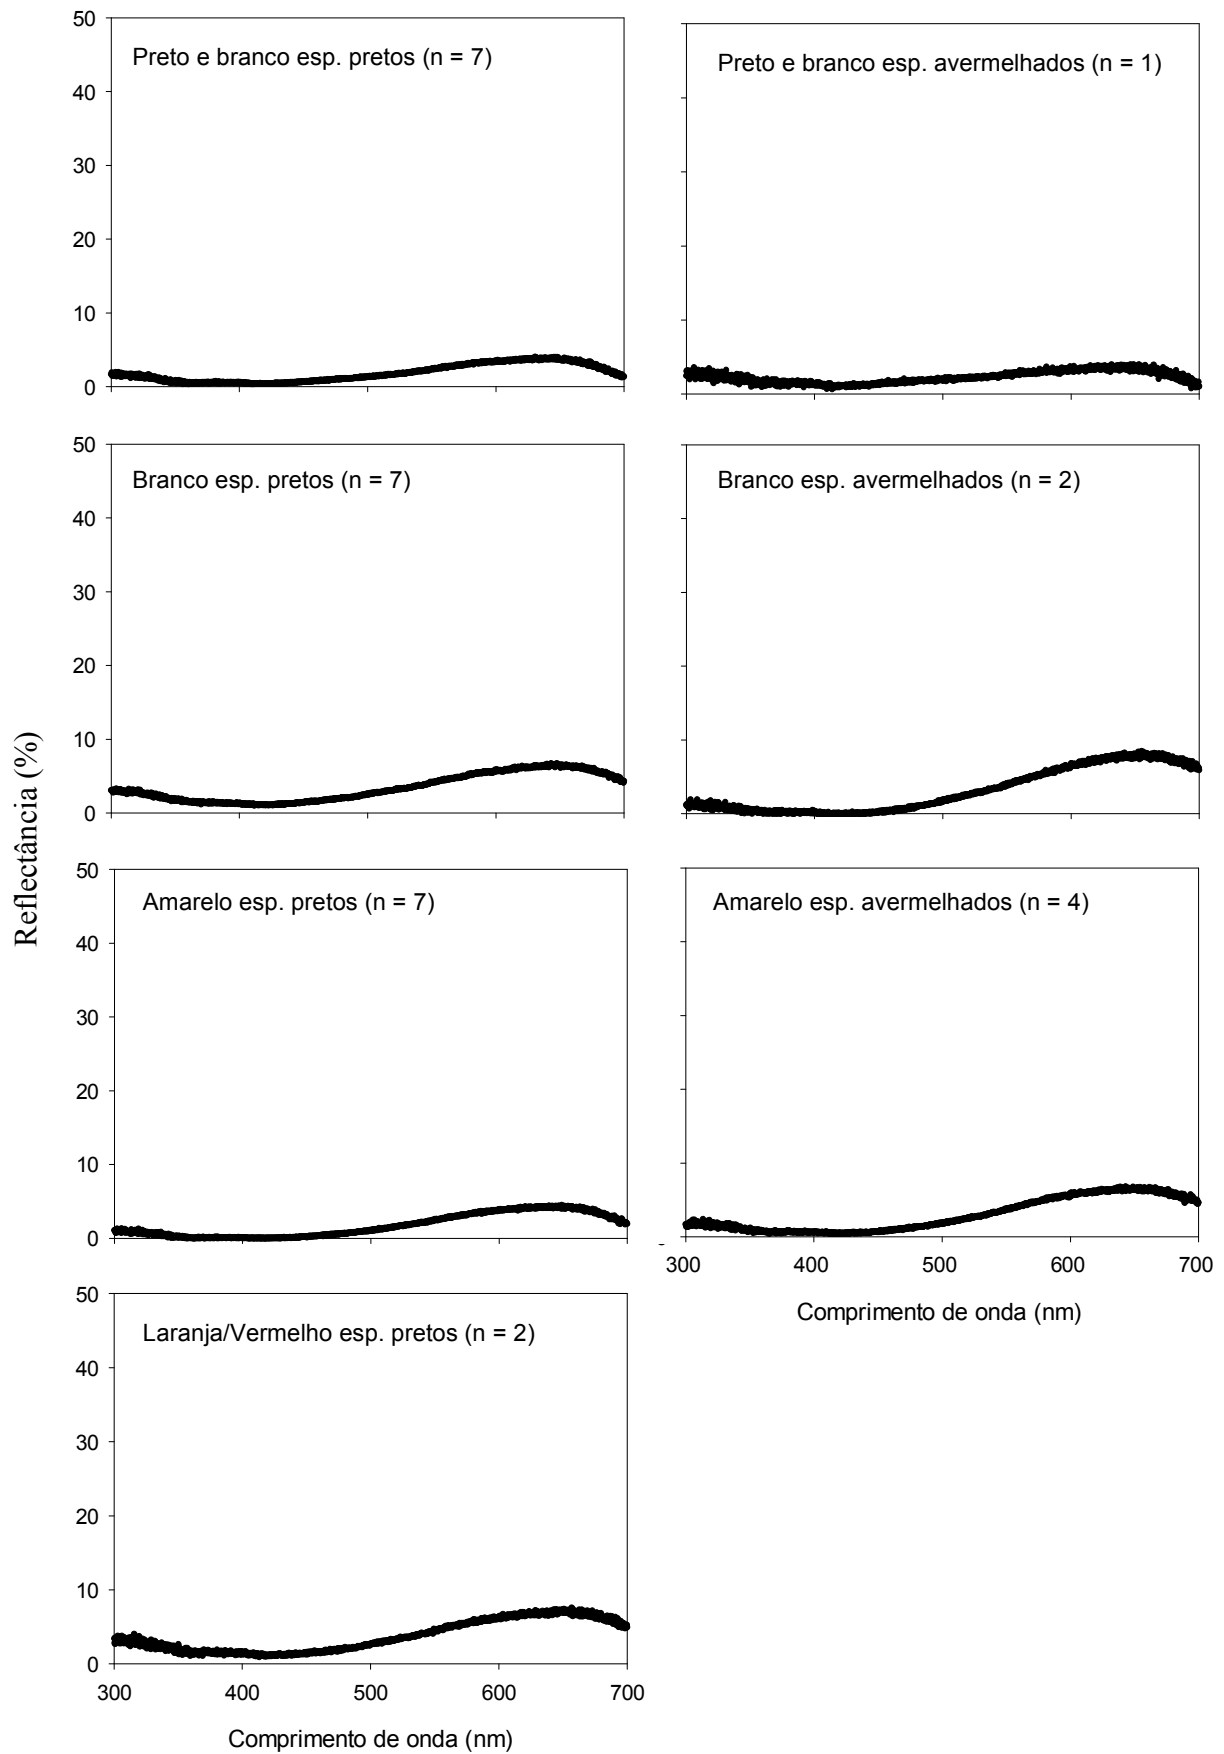 Reflectância (%)
50
40
30
20
10
0
Preto e branco esp. pretos (n = 7)
Preto e branco esp. avermelhados (n = 1)
50
40
30
20
10
0
Branco esp. pretos (n = 7)
Branco esp. avermelhados (n = 2)
50
40
30
20
10
0
Amarelo esp. pretos (n = 7)
Amarelo esp. avermelhados (n = 4)
300 400 500 600 700
Comprimento de onda (nm)
50
40
30
20
10
0
Laranja/Vermelho esp. pretos (n = 2)
300 400 500 600 700
Comprimento de onda (nm)